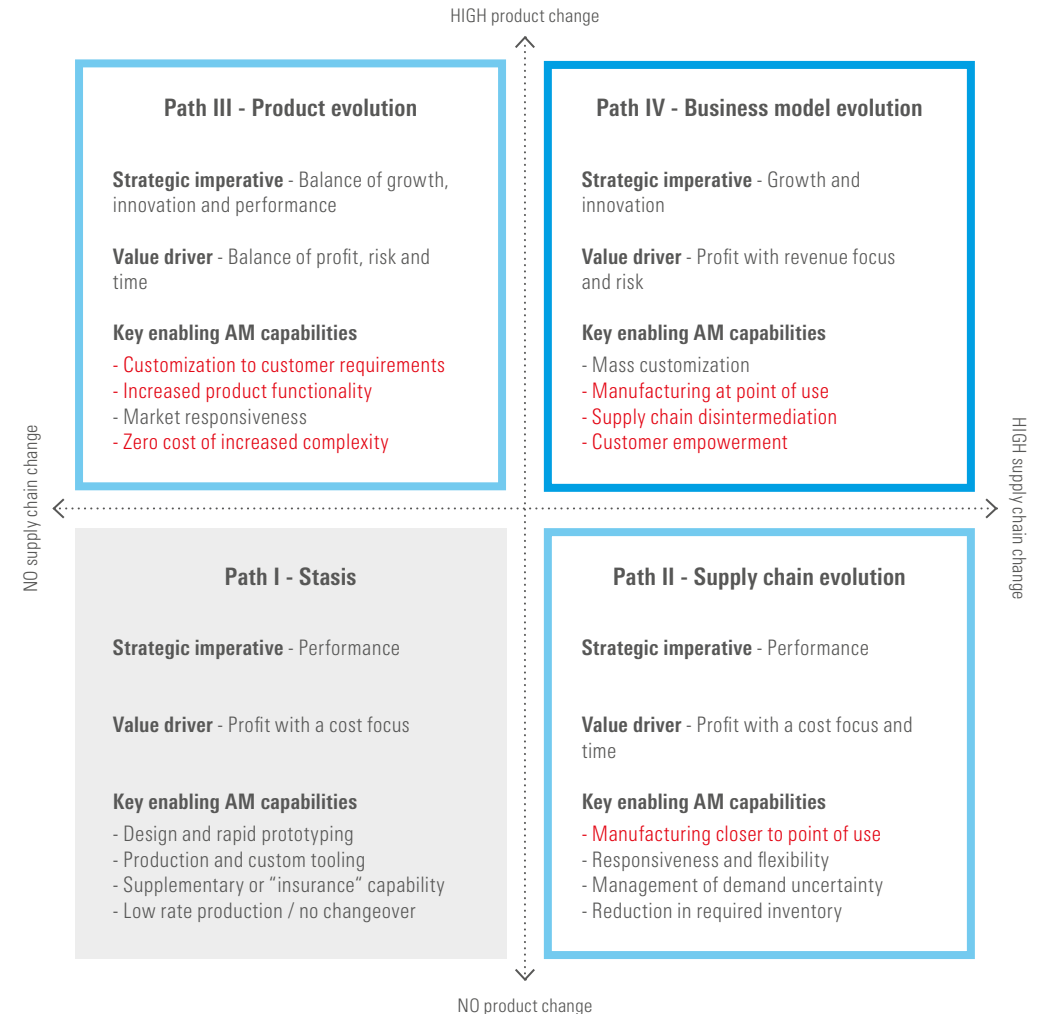 HIGH product change
Path III - Product evolution
Strategic imperative - Balance of growth,
innovation and performance
Value driver - Balance of profit, risk and
time
Key enabling AM capabilities
- Customization to customer requirements
- Increased product functionality
- Market responsiveness
- Zero cost of increased complexity
Path IV - Business model evolution
Strategic imperative - Growth and
innovation
Value driver - Profit with revenue focus
and risk
Key enabling AM capabilities
- Mass customization
- Manufacturing at point of use
- Supply chain disintermediation
- Customer empowerment
NO supply chain change
HIGH supply chain change
Path I - Stasis
Strategic imperative - Performance
Value driver - Profit with a cost focus
Key enabling AM capabilities
- Design and rapid prototyping
- Production and custom tooling
- Supplementary or “insurance“ capability
- Low rate production / no changeover
Path II - Supply chain evolution
Strategic imperative - Performance
Value driver - Profit with a cost focus and
time
Key enabling AM capabilities
- Manufacturing closer to point of use
- Responsiveness and flexibility
- Management of demand uncertainty
- Reduction in required inventory
NO product change